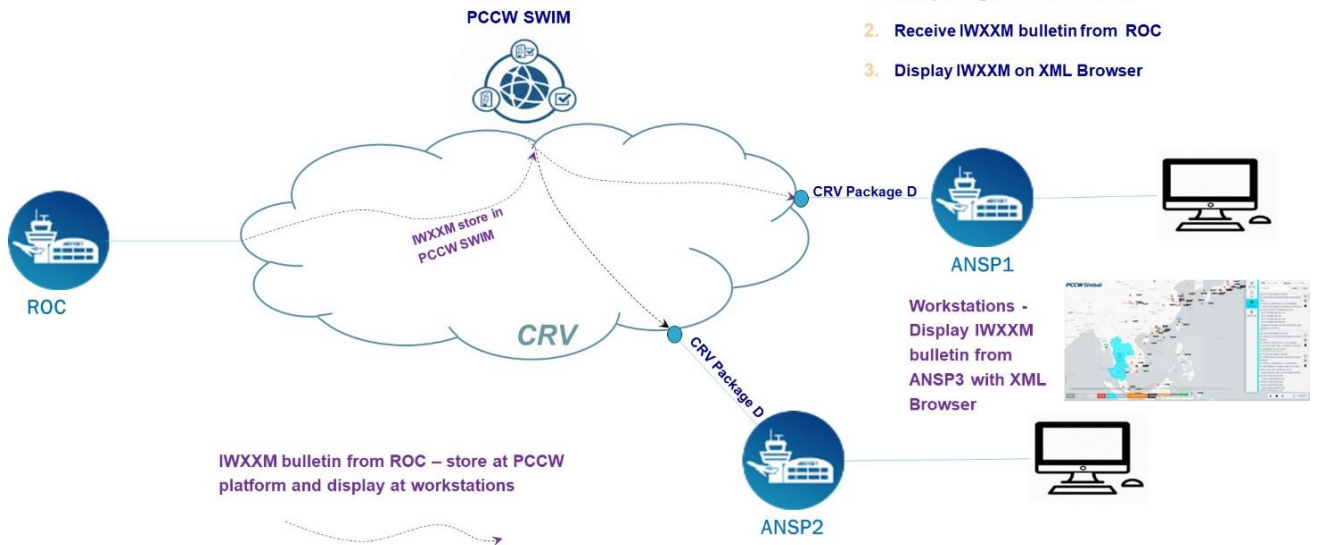 PCCW SWIM
2. Receive IWXXM bulletin from ROC
3. Display IWXXM on XML Browser
CRV Package D
IWXXM store in
PCCW SWIM
ROC
ANSP1
CRV
CRV Package D
Workstations -
Display IWXXM
bulletin from
ANSP3 with XML
Browser
PCCW Global
IWXXM bulletin from ROC – store at PCCW
platform and display at workstations
ANSP2